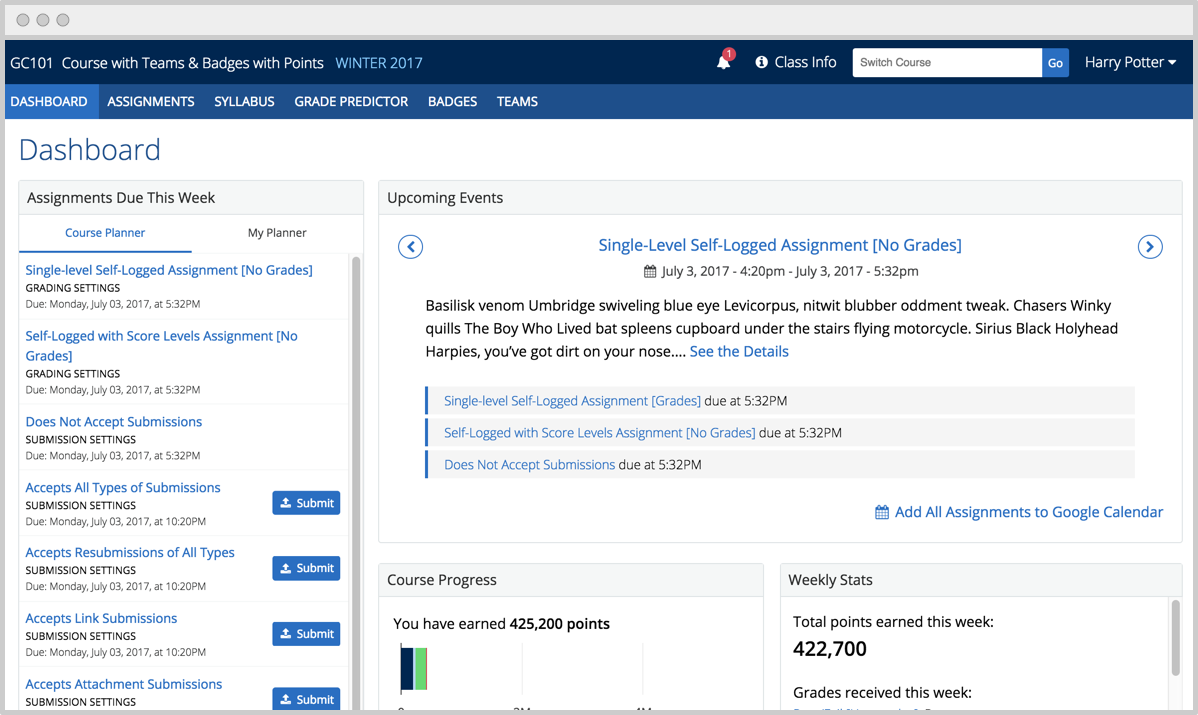 GC101 Course with Teams & Badges with Points WINTER 2017
1
Class Info
Switch Course
Go
Harry Potter
DASHBOARD
ASSIGNMENTS
SYLLABUS
GRADE PREDICTOR
BADGES
TEAMS
Dashboard
Assignments Due This Week
Course Planner
My Planner
Single-level Self-Logged Assignment [No Grades]
GRADING SETTINGS
Due: Monday, July 03, 2017, at 5:32PM
Self-Logged with Score Levels Assignment [No
Grades]
GRADING SETTINGS
Due: Monday, July 03, 2017, at 5:32PM
Does Not Accept Submissions
SUBMISSION SETTINGS
Due: Monday, July 03, 2017, at 5:32PM
Accepts All Types of Submissions
SUBMISSION SETTINGS
Due: Monday, July 03, 2017, at 10:20PM
Submit
Accepts Resubmissions of All Types
SUBMISSION SETTINGS
Due: Monday, July 03, 2017, at 10:20PM
Submit
Accepts Link Submissions
SUBMISSION SETTINGS
Due: Monday, July 03, 2017, at 10:20PM
Submit
Accepts Attachment Submissions
SUBMISSION SETTINGS
Submit
Upcoming Events
Single-Level Self-Logged Assignment [No Grades]
July 3, 2017 - 4:20pm - July 3, 2017 - 5:32pm
Basilisk venom Umbridge swiveling blue eye Levicorpus, nitwit blubber oddment tweak. Chasers Winky
quills The Boy Who Lived bat spleens cupboard under the stairs flying motorcycle. Sirius Black Holyhead
Harpies, you've got dirt on your nose.... See the Details
Single-level Self-Logged Assignment [Grades] due at 5:32PM
Self-Logged with Score Levels Assignment [No Grades] due at 5:32PM
Does Not Accept Submissions due at 5:32PM
Add All Assignments to Google Calendar
Course Progress
You have earned 425,200 points
Weekly Stats
Total points earned this week:
422,700
Grades received this week: